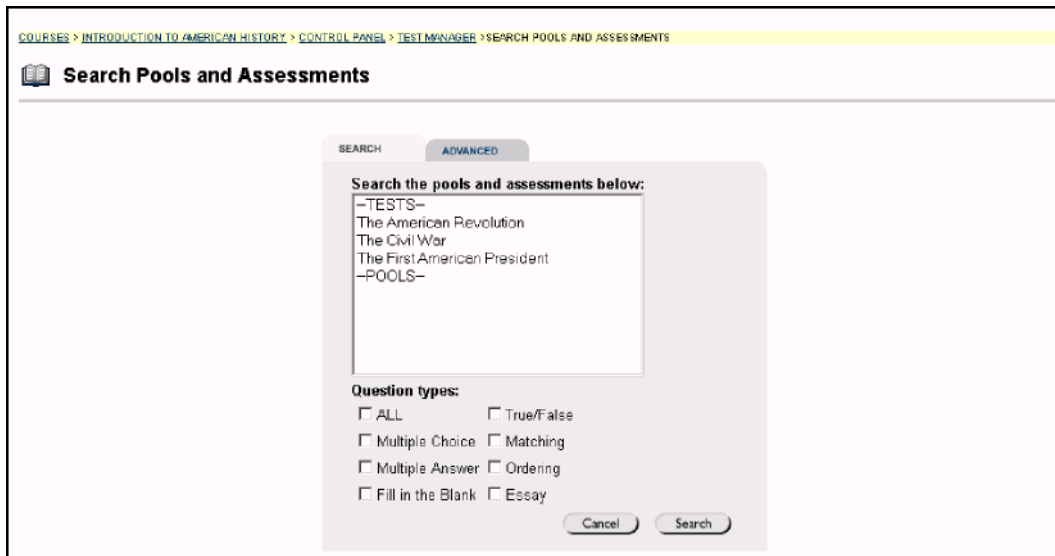 COURSES > INTRODUCTION TO AMERICAN HISTORY > CONTROL PANEL > TEST MANAGER > SEARCH POOLS AND ASSESSMENTS
Search Pools and Assessments
SEARCH ADVANCED
Search the pools and assessments below:
--TESTS--
The American Revolution
The Civil War
The First American President
--POOLS--
Question types:
ALL True/False
Multiple Choice Matching
Multiple Answer Ordering
Fill in the Blank Essay
Cancel Search